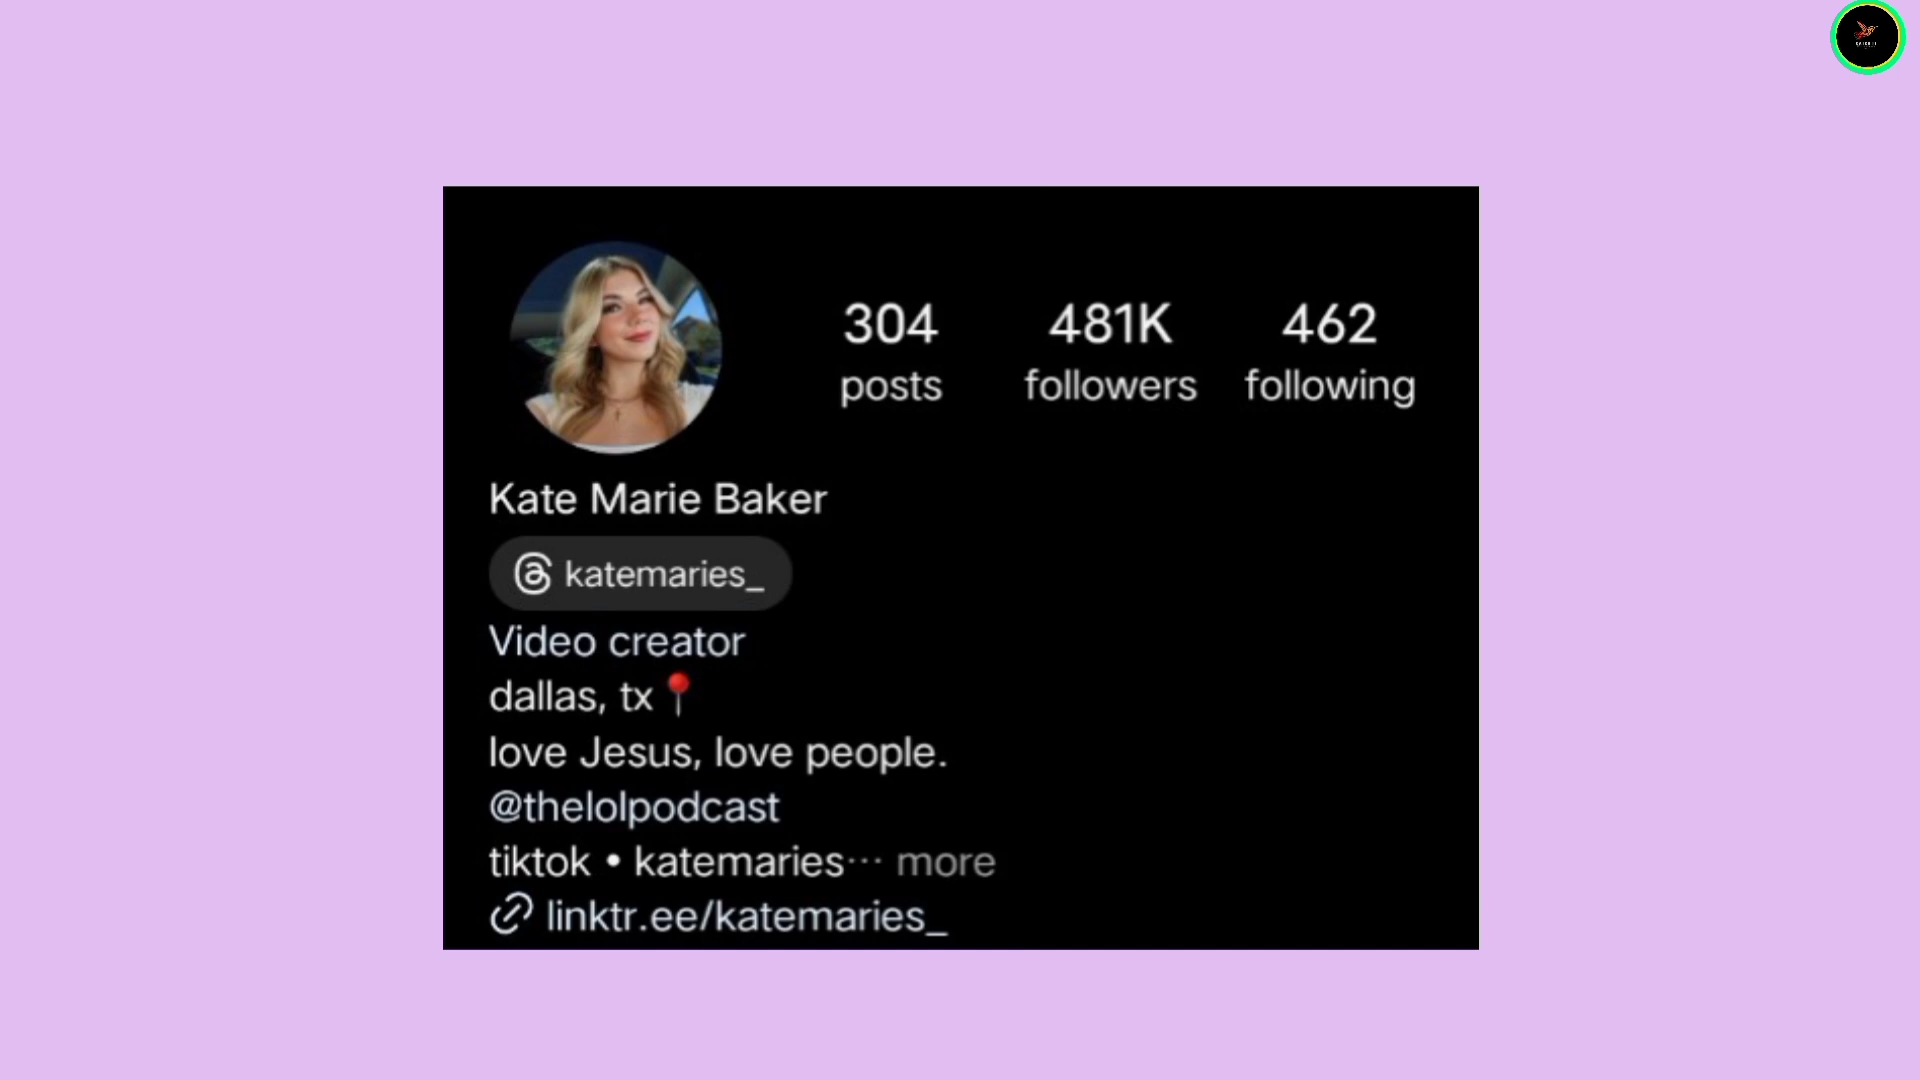 304 481K 462
posts followers following
Kate Marie Baker
katemaries_
Video creator
dallas, tx📍
love Jesus, love people.
@thelolpodcast
tiktok • katemaries··· more
linktr.ee/katemaries_